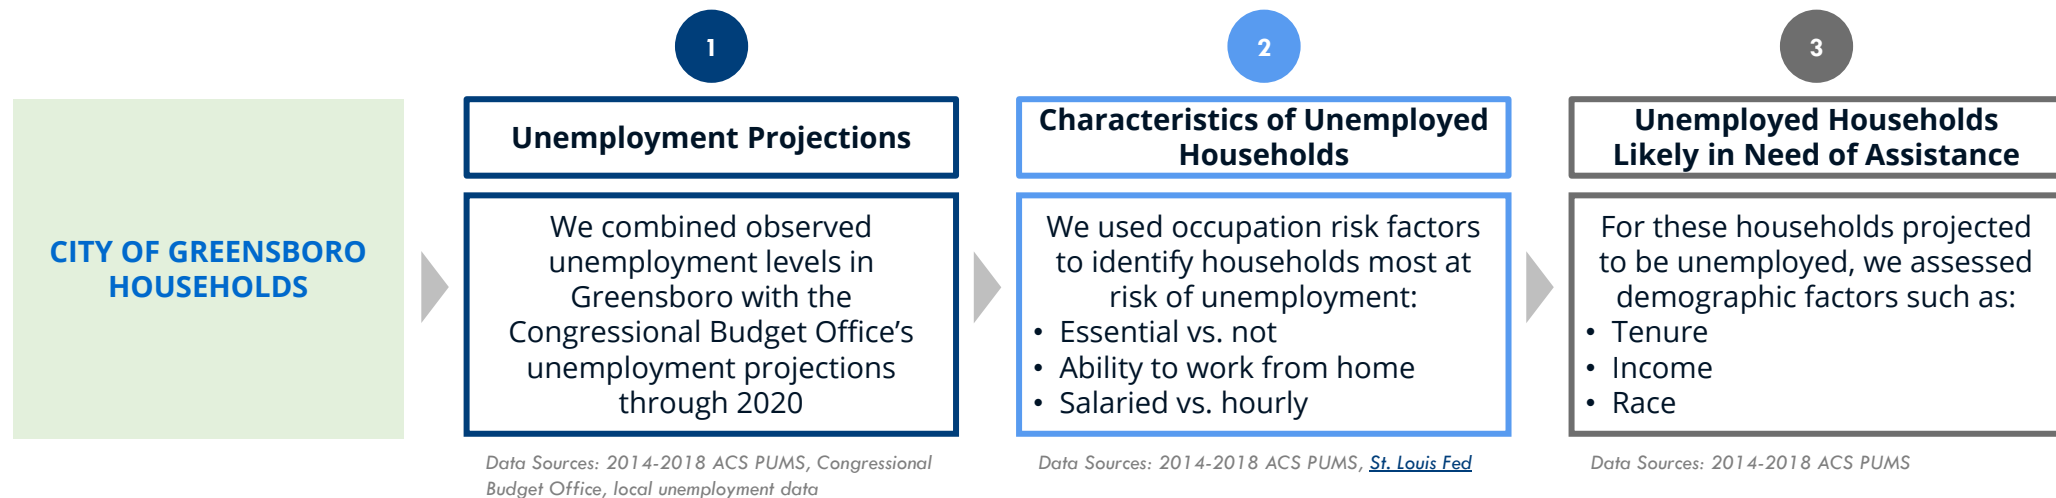 CITY OF GREENSBORO
HOUSEHOLDS
1
Unemployment Projections
We combined observed
unemployment levels in
Greensboro with the
Congressional Budget Office’s
unemployment projections
through 2020
Data Sources: 2014-2018 ACS PUMS, Congressional
Budget Office, local unemployment data
2
Characteristics of Unemployed
Households
We used occupation risk factors
to identify households most at
risk of unemployment:
• Essential vs. not
• Ability to work from home
• Salaried vs. hourly
Data Sources: 2014-2018 ACS PUMS, St. Louis Fed
3
Unemployed Households
Likely in Need of Assistance
For these households projected
to be unemployed, we assessed
demographic factors such as:
• Tenure
• Income
• Race
Data Sources: 2014-2018 ACS PUMS